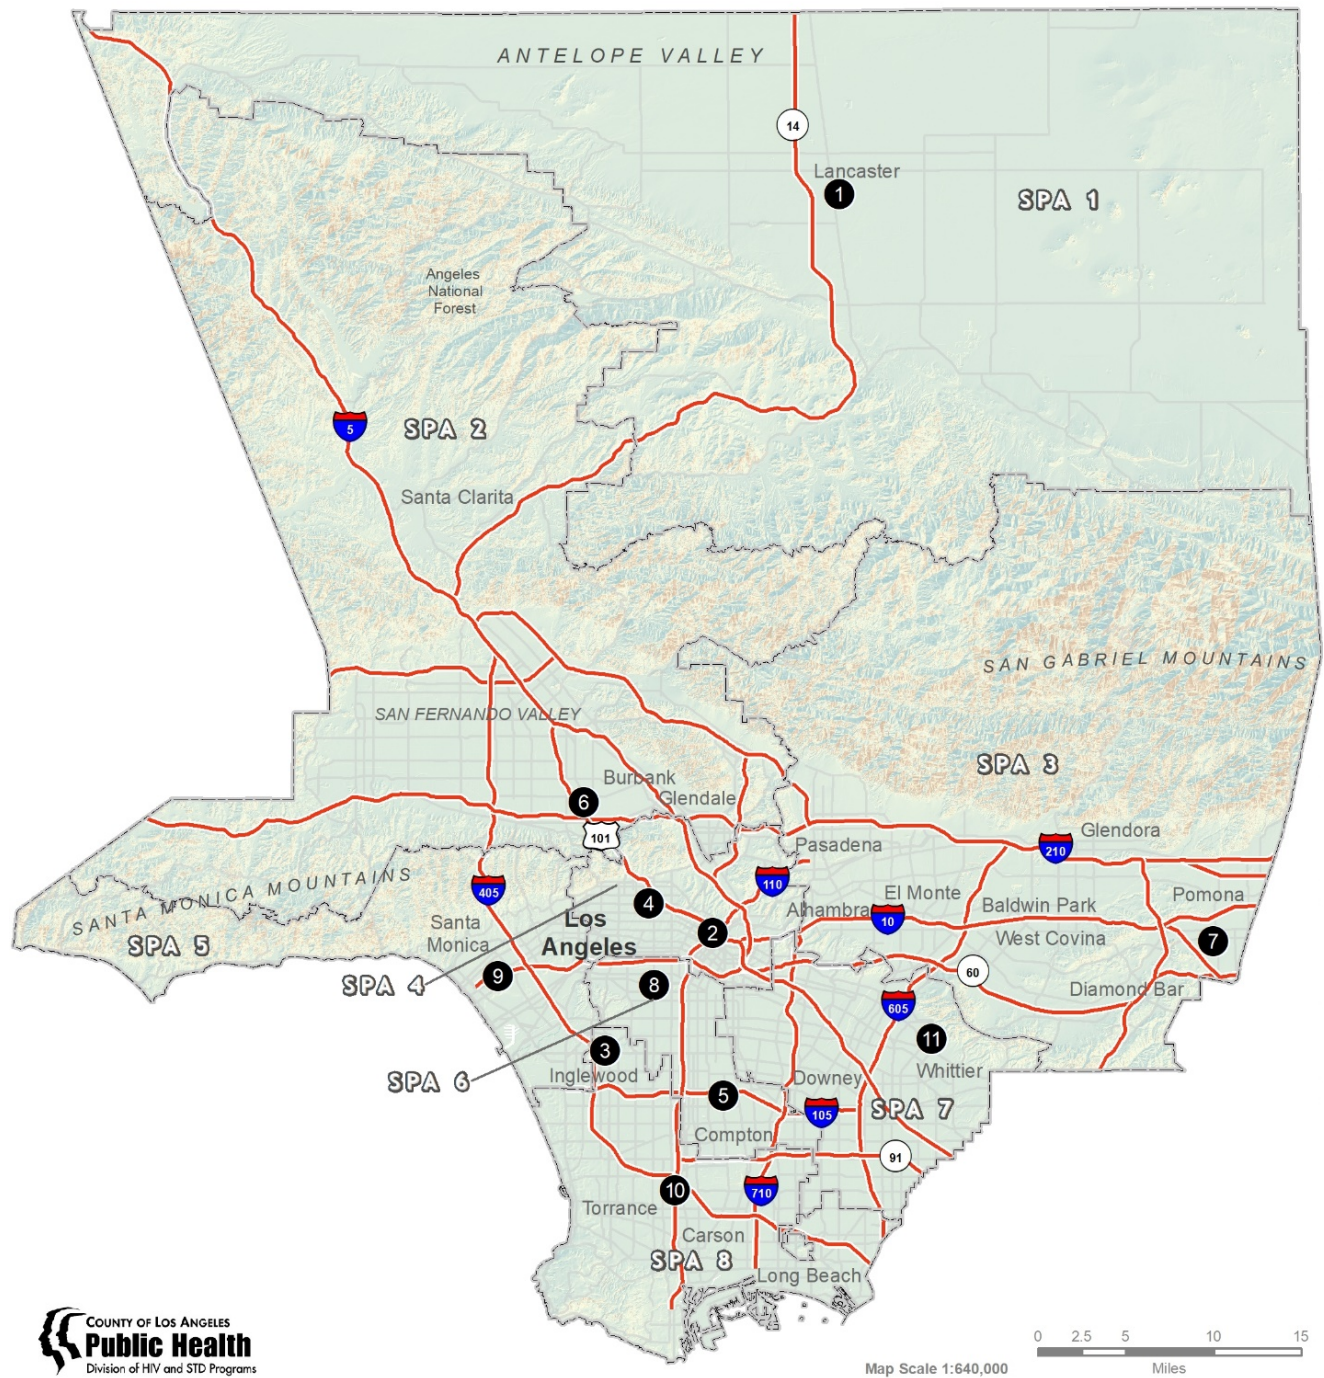 ANTELOPE VALLEY
14
Lancaster
1
SPA 1
Angeles
National
Forest
5
SPA 2
Santa Clarita
SAN GABRIEL MOUNTAINS
SAN FERNANDO VALLEY
SPA 3
Burbank
6
Glendale
101
Glendora
Pasadena
210
SANTA MONICA MOUNTAINS
405
110
El Monte
Pomona
4
Alhambra
10
Baldwin Park
Santa
Monica
Los
Angeles
2
West Covina
7
SPA 5
9
SPA 4
8
60
Diamond Bar
605
11
3
Whittier
Inglewood
SPA 6
Downey
5
105
SPA 7
Compton
91
10
710
Torrance
Carson
SPA 8
Long Beach
COUNTY OF LOS ANGELES
Public Health
Division of HIV and STD Programs
0 2.5 5 10 15
Miles
Map Scale 1:640,000